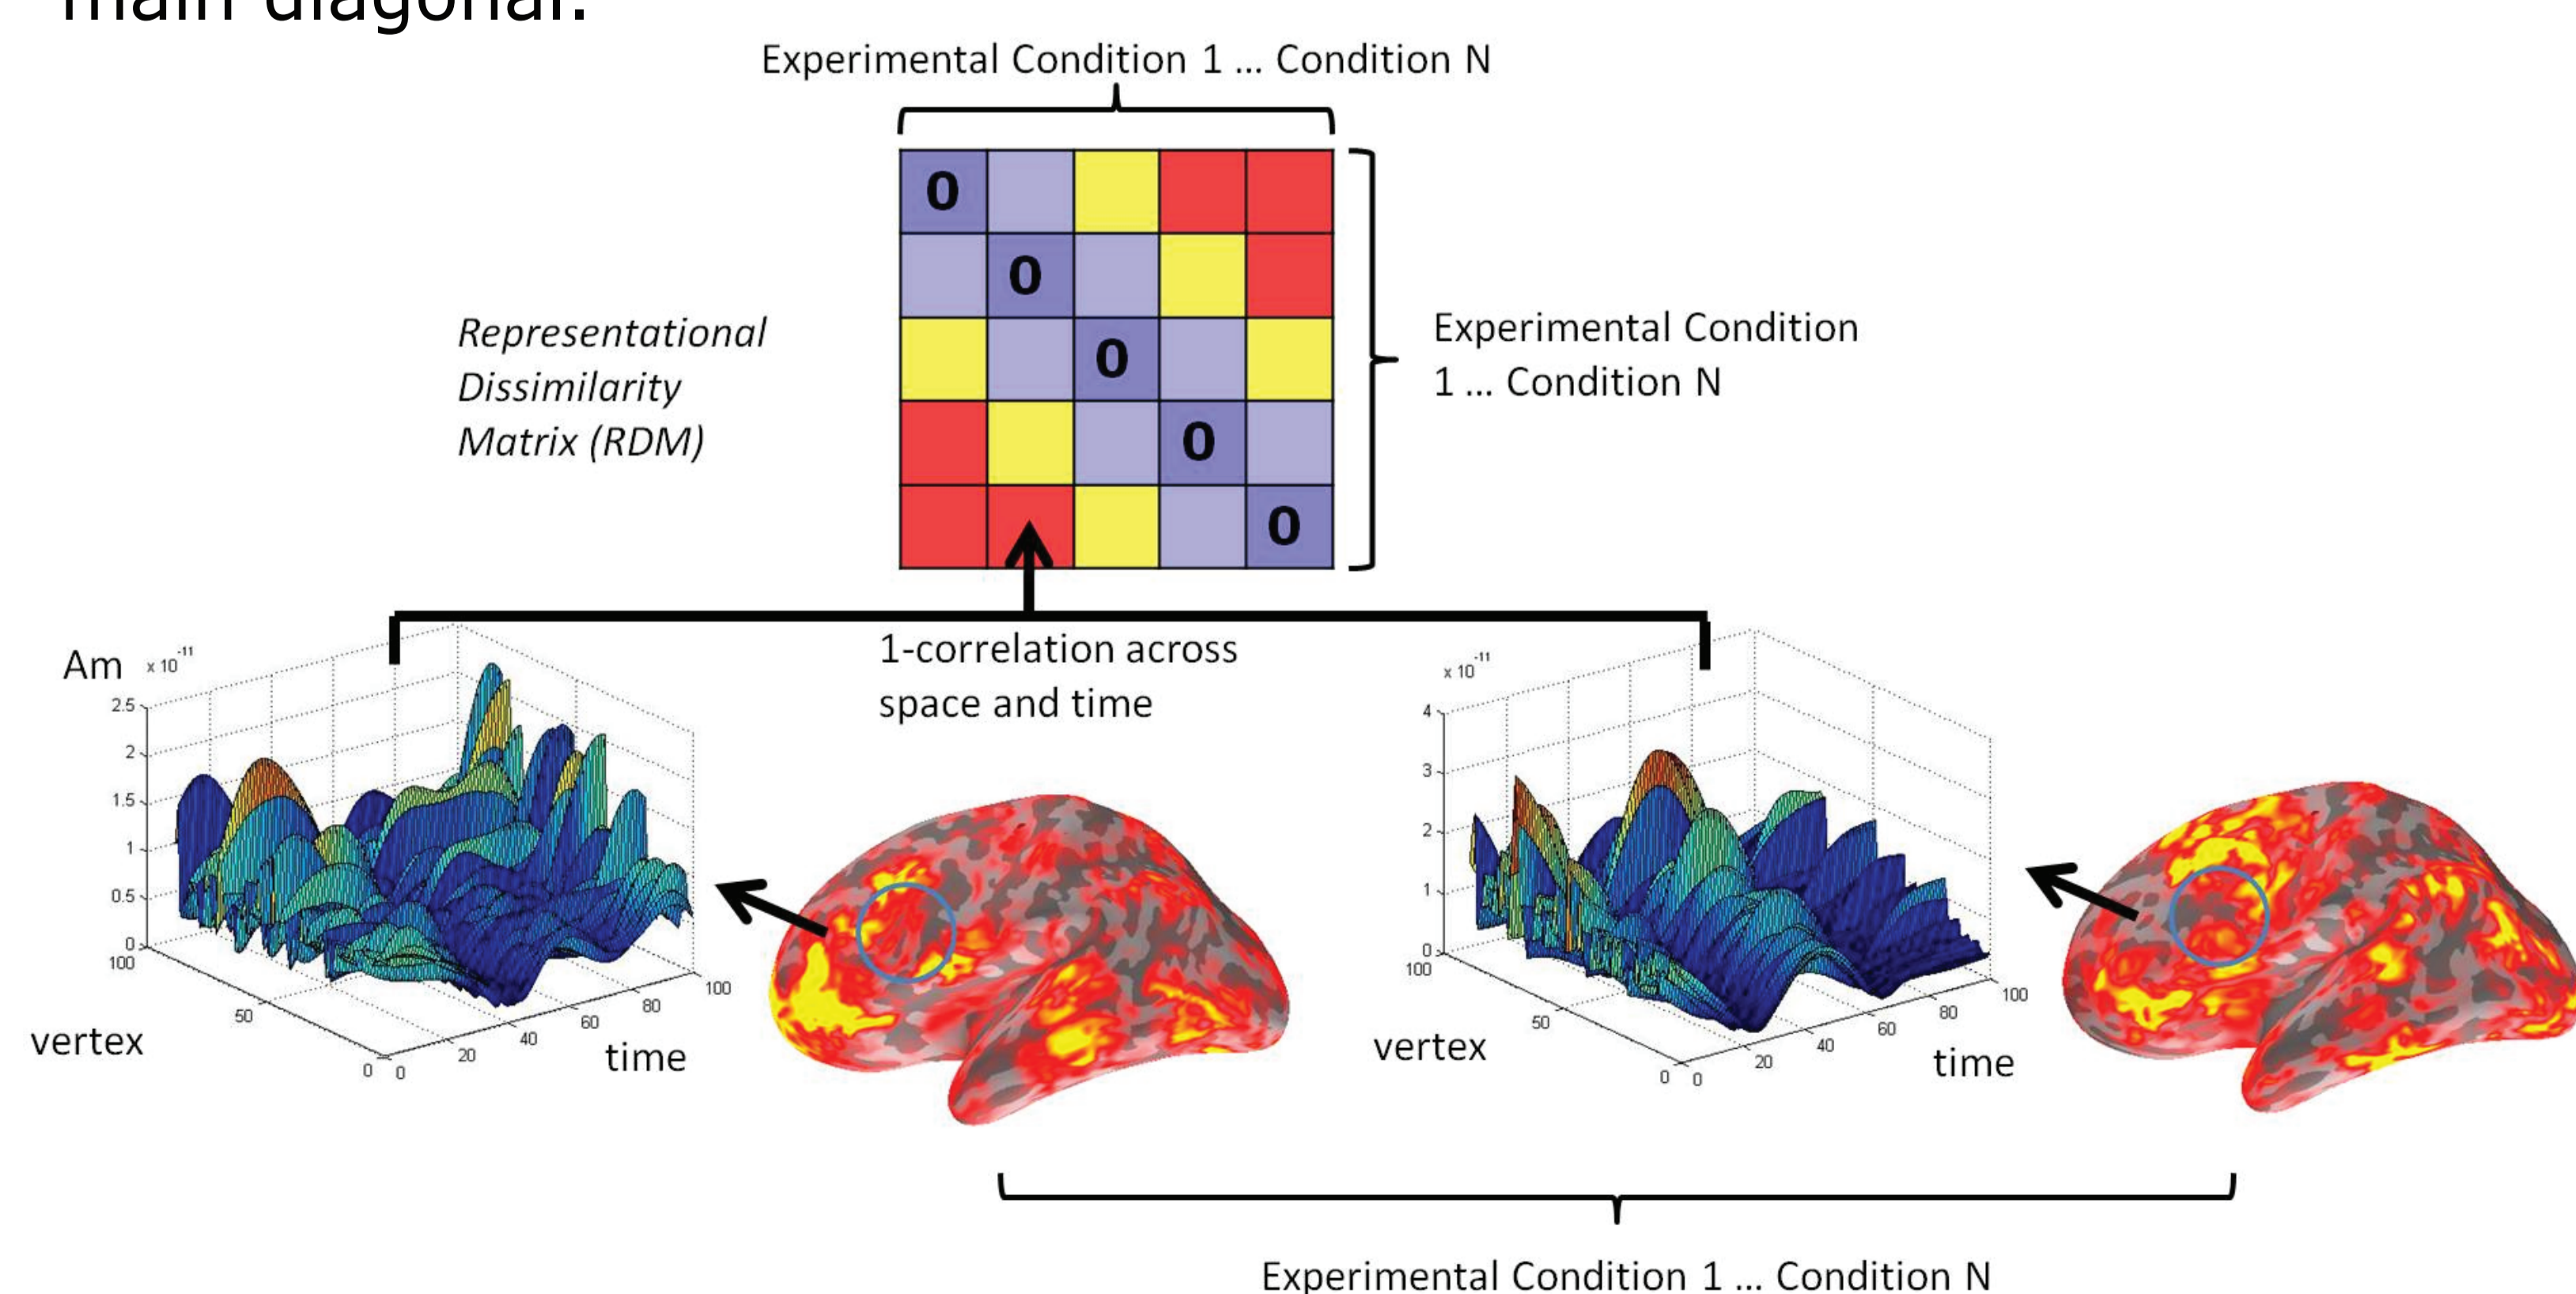 main diagonal.
Experimental Condition 1 ... Condition N
0
0
0
0
0
Representational
Dissimilarity
Matrix (RDM)
Experimental Condition
1 ... Condition N
1-correlation across
space and time
Am x 10-11
2.5
2
1.5
1
0.5
0
100
50
0
vertex
0
20
40
60
80
100
time
x 10-11
4
3
2
1
0
100
50
0
vertex
0
20
40
60
80
100
time
Experimental Condition 1 ... Condition N